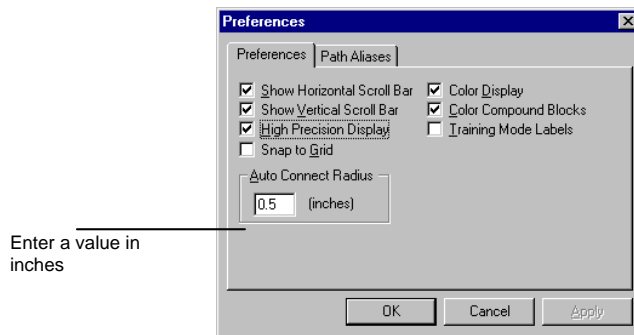 Preferences
Preferences Path Aliases
Show Horizontal Scroll Bar Color Display
Show Vertical Scroll Bar Color Compound Blocks
High Precision Display Training Mode Labels
Snap to Grid
Auto Connect Radius
0.5 (inches)
Enter a value in
inches
OK Cancel Apply